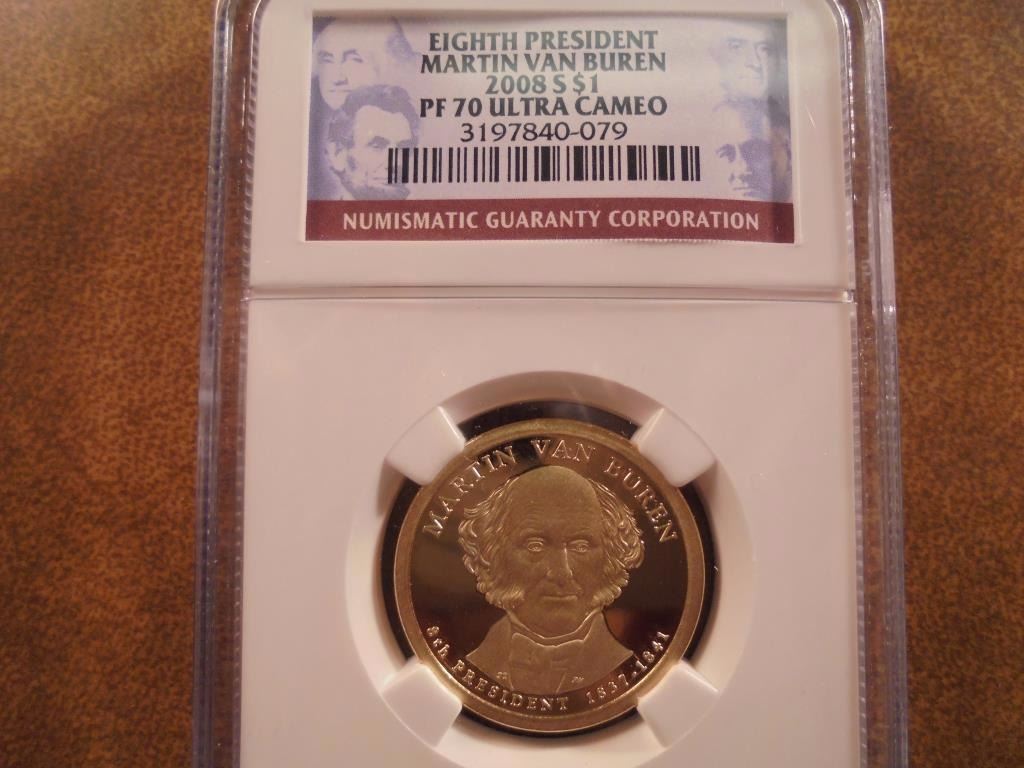 EIGHTH PRESIDENT
MARTIN VAN BUREN
2008 S $1
PF 70 ULTRA CAMEO
3197840-079
NUMISMATIC GUARANTY CORPORATION
MARTIN VAN BUREN
8th PRESIDENT 1837-1841